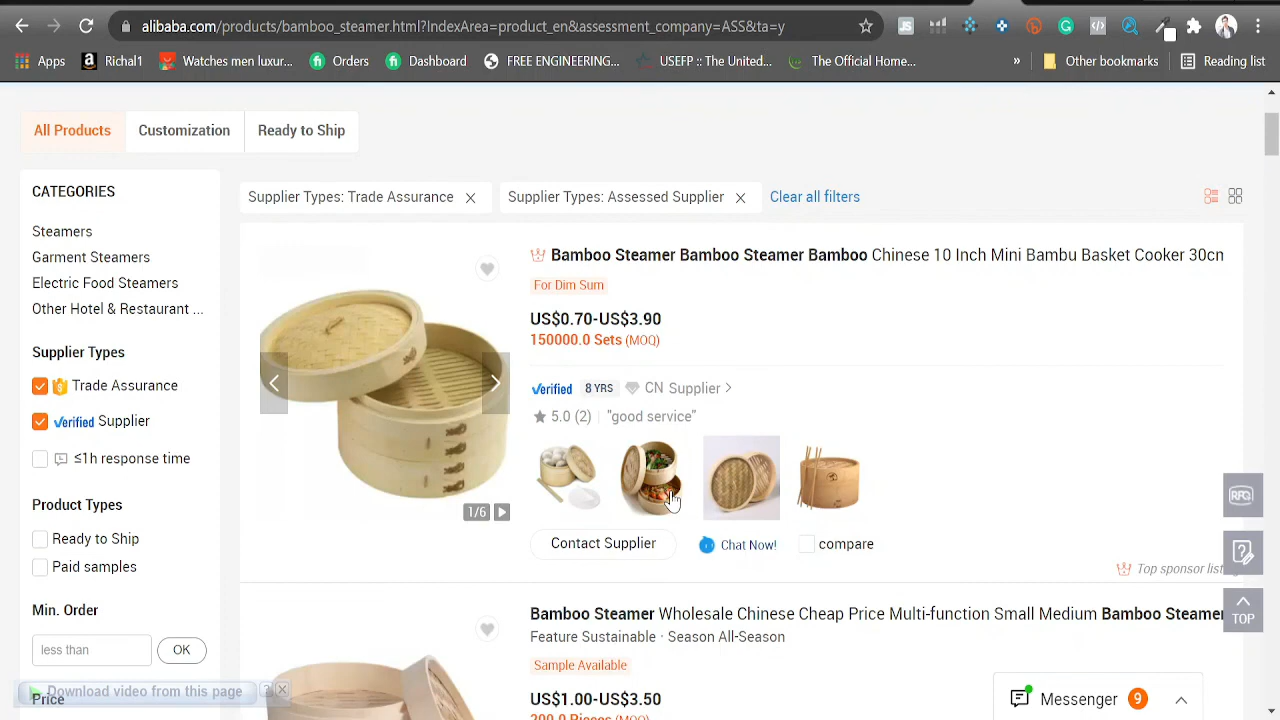 alibaba.com/products/bamboo_steamer.html?IndexArea=product_en&assessment_company=ASS&ta=y
Apps Richal1 Watches men luxur... Orders Dashboard FREE ENGINEERING... USEFP :: The United... The Official Home... » Other bookmarks Reading list
All Products Customization Ready to Ship
CATEGORIES
Steamers
Garment Steamers
Electric Food Steamers
Other Hotel & Restaurant ...
Supplier Types
Trade Assurance
Verified Supplier
≤1h response time
Product Types
Ready to Ship
Paid samples
Min. Order
less than OK
Price
Download video from this page ? X
Supplier Types: Trade Assurance X Supplier Types: Assessed Supplier X Clear all filters
Bamboo Steamer Bamboo Steamer Bamboo Chinese 10 Inch Mini Bambu Basket Cooker 30cn
For Dim Sum
US$0.70-US$3.90
150000.0 Sets (MOQ)
Verified 8 YRS CN Supplier >
5.0 (2) "good service"
1/6
Contact Supplier Chat Now! compare
Top sponsor list
Bamboo Steamer Wholesale Chinese Cheap Price Multi-function Small Medium Bamboo Steamer
Feature Sustainable · Season All-Season
Sample Available
US$1.00-US$3.50
200.0 Pieces (MOQ)
RFQ
TOP
Messenger 9